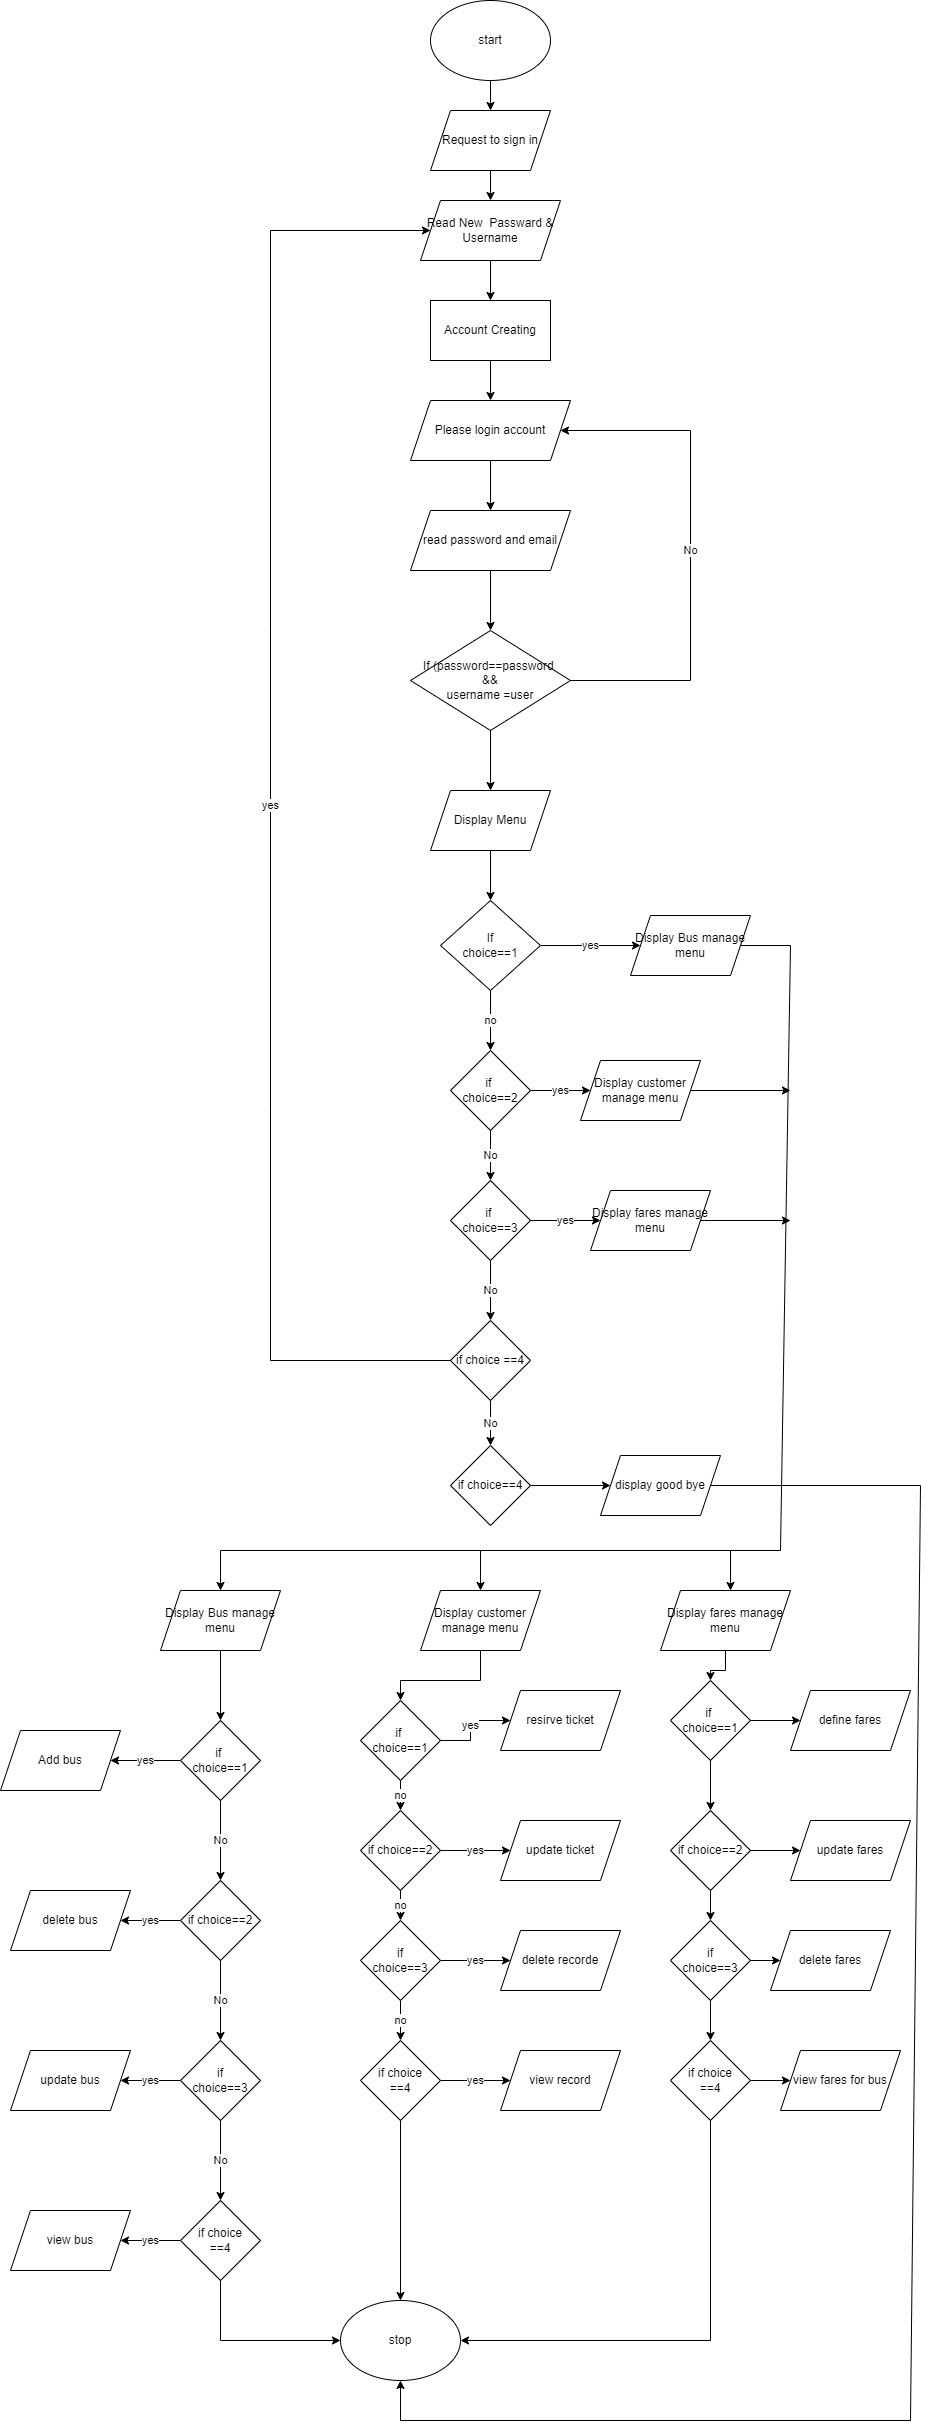 start
Request to sign in
Read New  Passward &
Username
Account Creating
Please login account
read password and email
No
If (password==password
&&
username =user
Display Menu
yes
If
choice==1
yes
Display Bus manage
menu
no
if
choice==2
yes
Display customer
manage menu
No
if
choice==3
yes
Display fares manage
menu
No
if choice ==4
No
if choice==4
display good bye
Display Bus manage
menu
Display customer
manage menu
Display fares manage
menu
Add bus
yes
if
choice==1
No
delete bus
yes
if choice==2
No
update bus
yes
if
choice==3
No
view bus
yes
if choice
==4
if
choice==1
yes
resirve ticket
no
if choice==2
yes
update ticket
no
if
choice==3
yes
delete recorde
no
if choice
==4
yes
view record
if
choice==1
define fares
if choice==2
update fares
if
choice==3
delete fares
if choice
==4
view fares for bus
stop